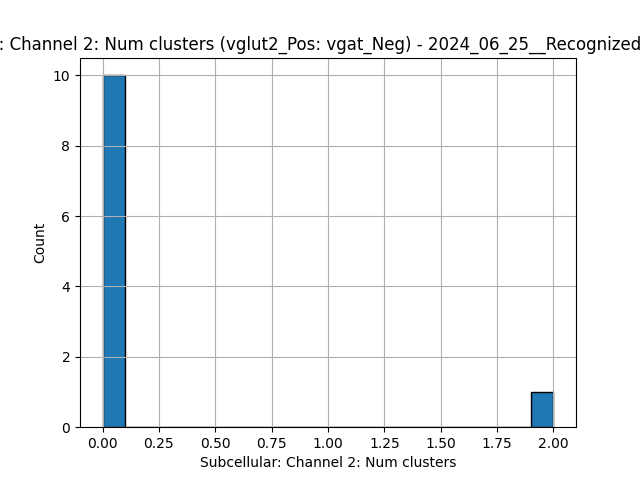 : Channel 2: Num clusters (vglut2_Pos: vgat_Neg) - 2024_06_25__Recognized
10
8
6
4
2
0
Count
0.00 0.25 0.50 0.75 1.00 1.25 1.50 1.75 2.00
Subcellular: Channel 2: Num clusters